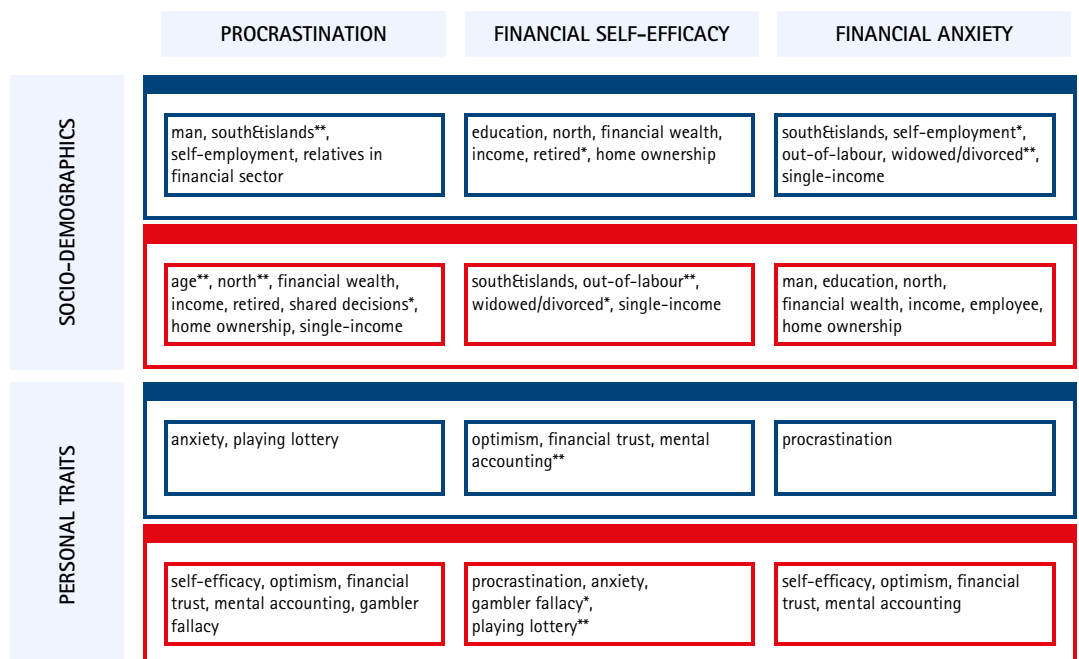 PROCRASTINATION
FINANCIAL SELF-EFFICACY
FINANCIAL ANXIETY
SOCIO-DEMOGRAPHICS
man, south&islands**,
self-employment, relatives in
financial sector
education, north, financial wealth,
income, retired*, home ownership
south&islands, self-employment*,
out-of-labour, widowed/divorced**,
single-income
age**, north**, financial wealth,
income, retired, shared decisions*,
home ownership, single-income
south&islands, out-of-labour**,
widowed/divorced*, single-income
man, education, north,
financial wealth, income, employee,
home ownership
PERSONAL TRAITS
anxiety, playing lottery
optimism, financial trust, mental
accounting**
procrastination
self-efficacy, optimism, financial
trust, mental accounting, gambler
fallacy
procrastination, anxiety,
gambler fallacy*,
playing lottery**
self-efficacy, optimism, financial
trust, mental accounting